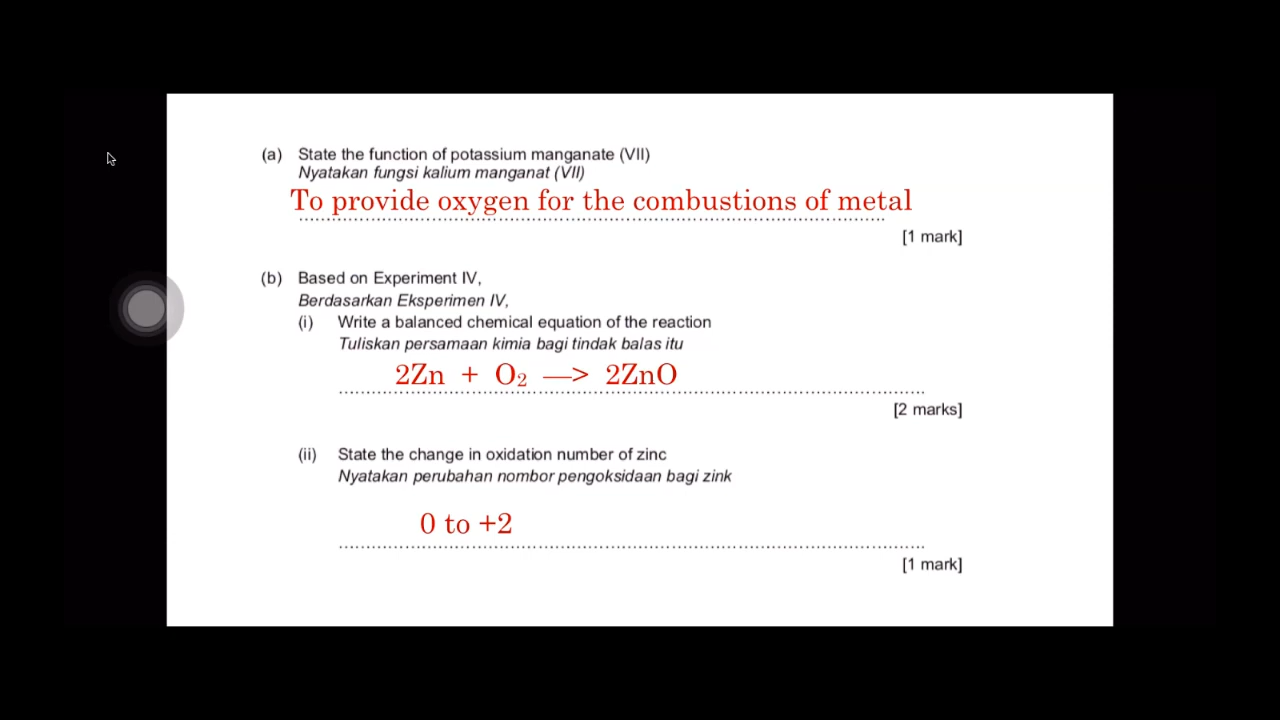 (a) State the function of potassium manganate (VII)
Nyatakan fungsi kalium manganat (VII)
To provide oxygen for the combustions of metal
[1 mark]
(b) Based on Experiment IV,
Berdasarkan Eksperimen IV,
(i) Write a balanced chemical equation of the reaction
Tuliskan persamaan kimia bagi tindak balas itu
2Zn + O₂ —> 2ZnO
[2 marks]
(ii) State the change in oxidation number of zinc
Nyatakan perubahan nombor pengoksidaan bagi zink
0 to +2
[1 mark]